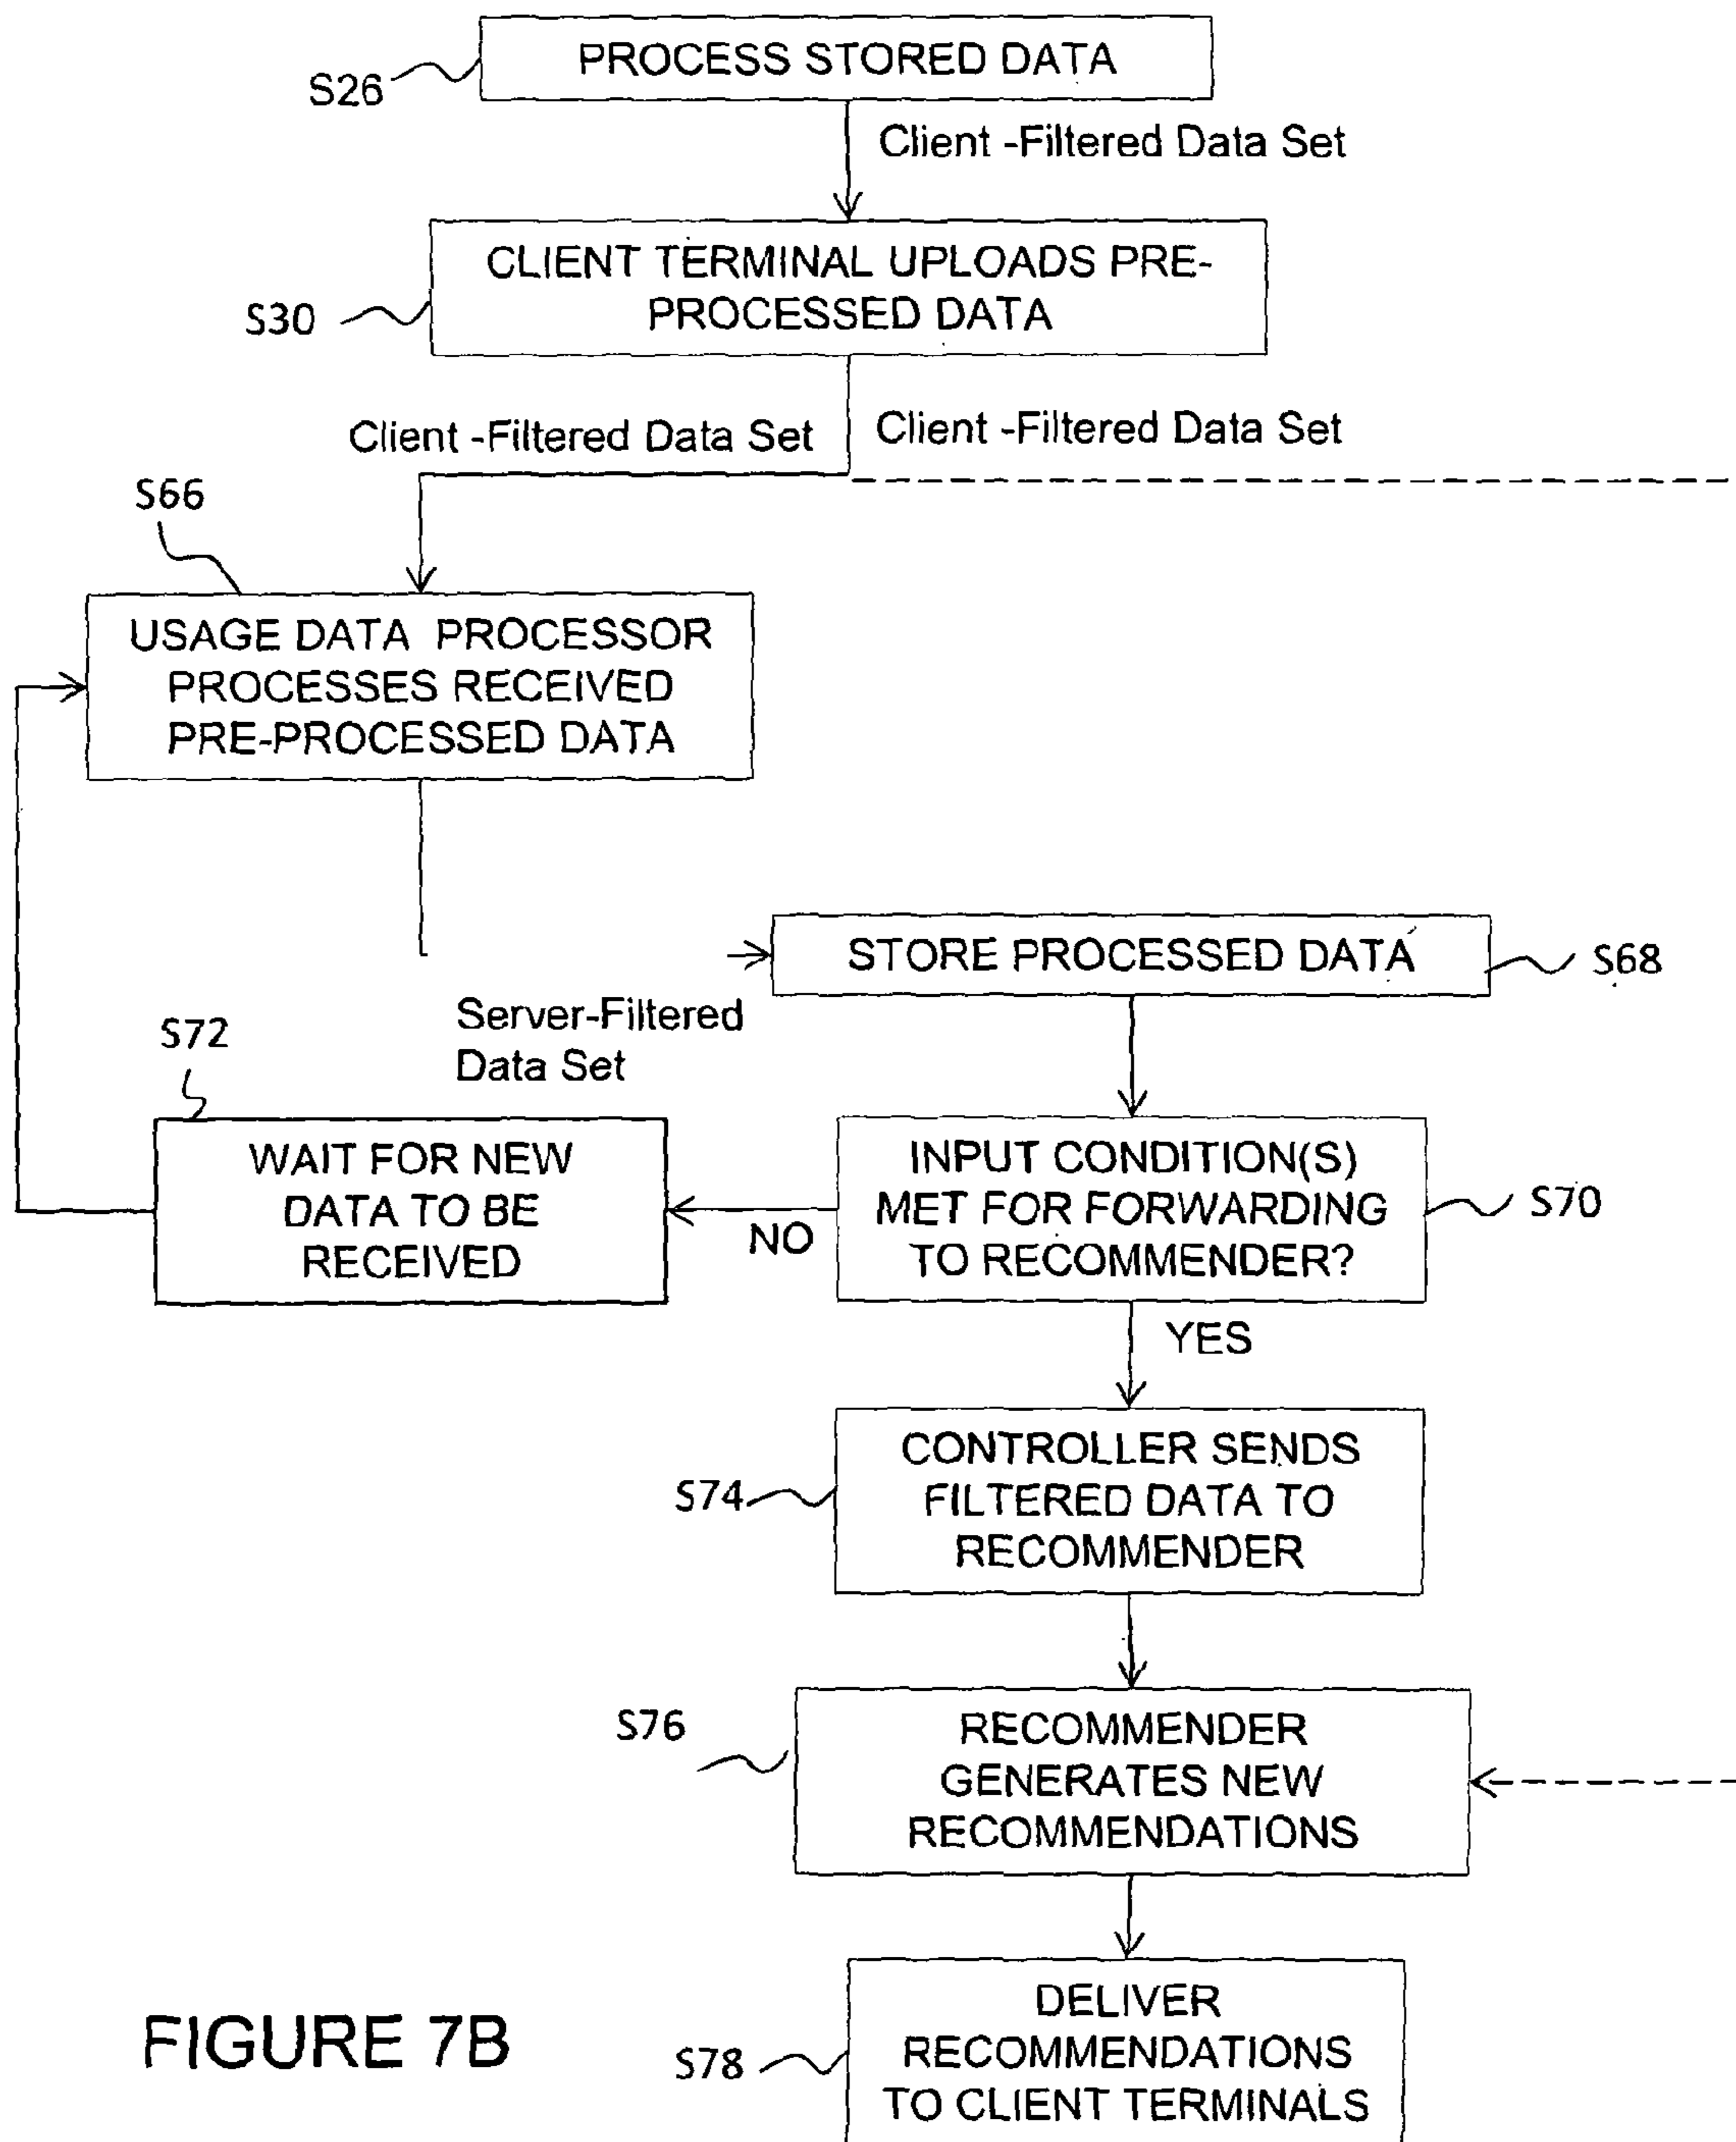 PROCESS STORED DATA
S26
Client -Filtered Data Set
CLIENT TERMINAL UPLOADS PRE-
PROCESSED DATA
S30
Client -Filtered Data Set
Client -Filtered Data Set
S66
USAGE DATA PROCESSOR
PROCESSES RECEIVED
PRE-PROCESSED DATA
STORE PROCESSED DATA
S68
Server-Filtered
Data Set
S72
WAIT FOR NEW
DATA TO BE
RECEIVED
NO
INPUT CONDITION(S)
MET FOR FORWARDING
TO RECOMMENDER?
S70
YES
CONTROLLER SENDS
FILTERED DATA TO
RECOMMENDER
S74
S76
RECOMMENDER
GENERATES NEW
RECOMMENDATIONS
DELIVER
RECOMMENDATIONS
TO CLIENT TERMINALS
S78
FIGURE 7B